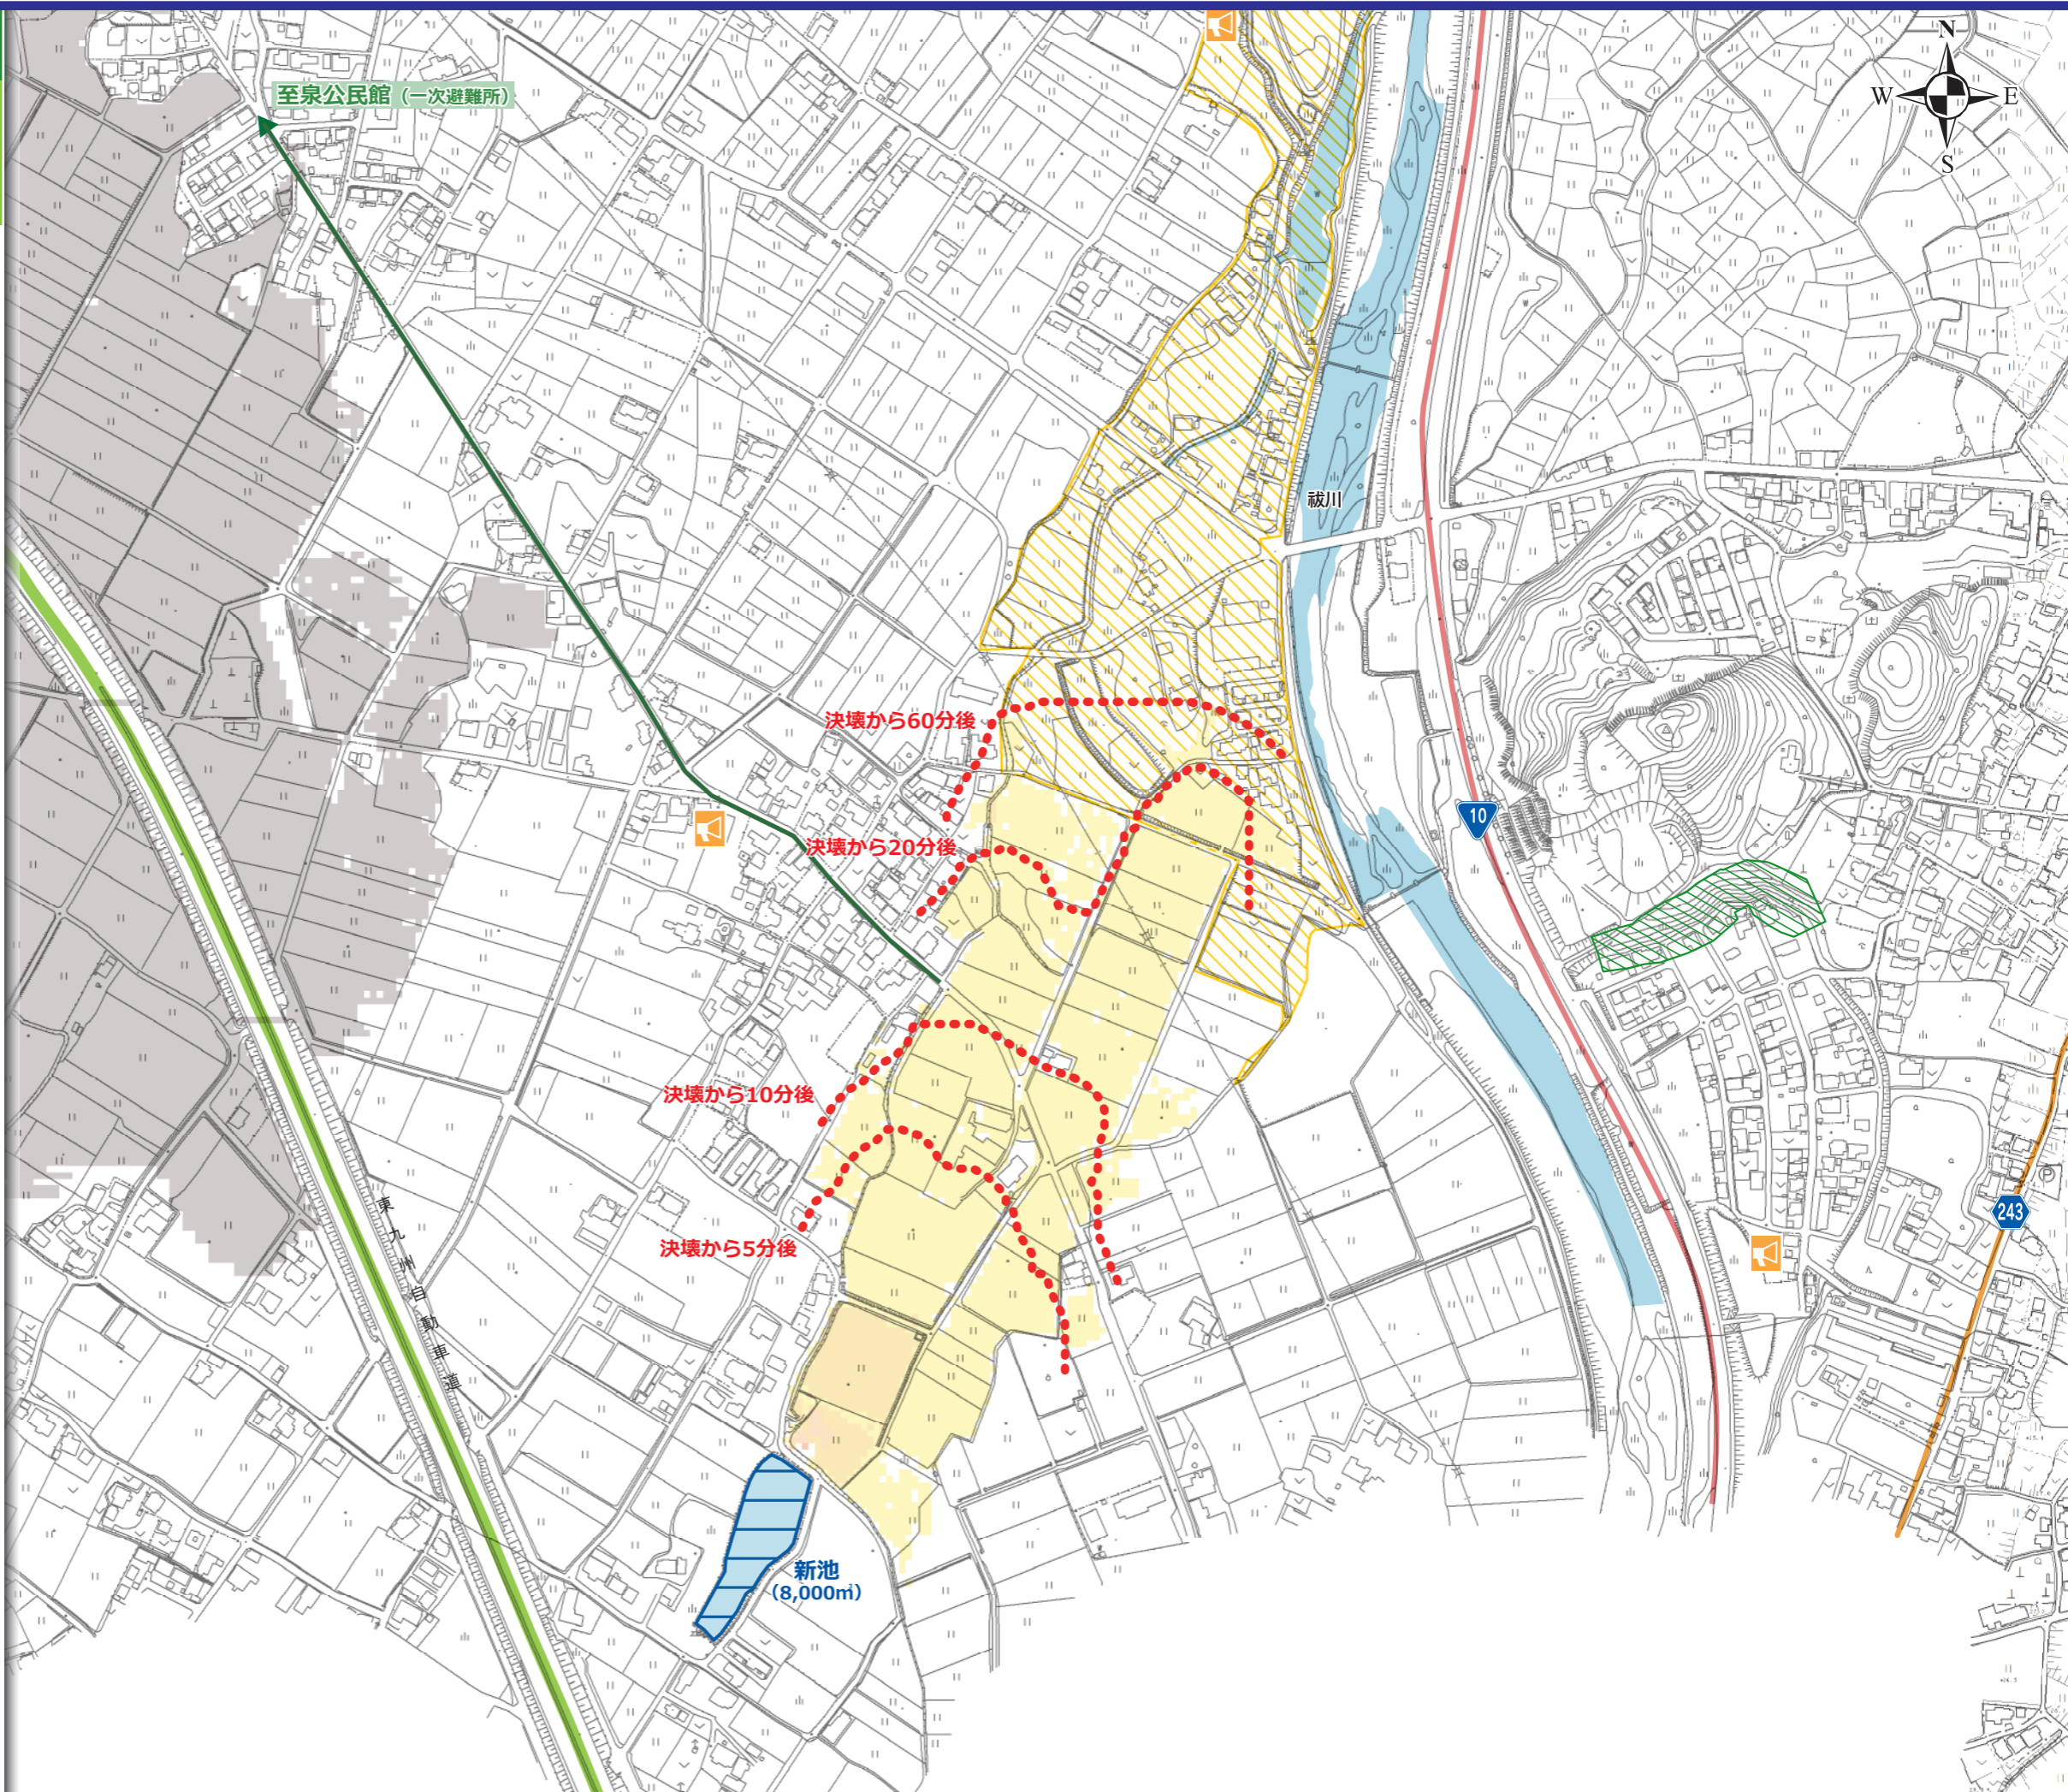 N
W
E
S
至泉公民館（一次避難所）
祓川
決壊から60分後
10
決壊から20分後
決壊から10分後
243
決壊から5分後
東九州自動車道
新池
（8,000㎥）